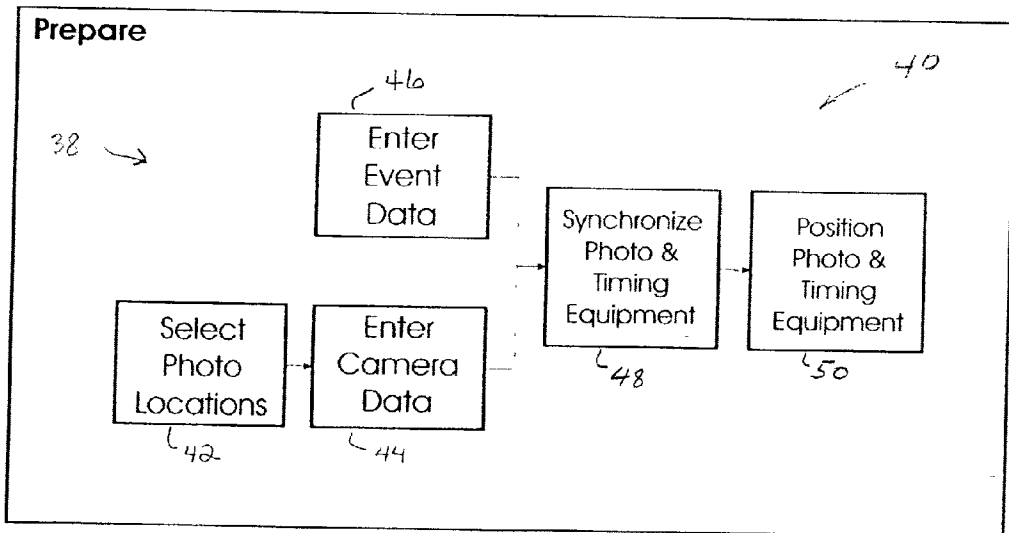 Prepare
40
46
38
Enter
Event
Data
Synchronize
Photo &
Timing
Equipment
Position
Photo &
Timing
Equipment
Select
Photo
Locations
Enter
Camera
Data
48
50
42
44